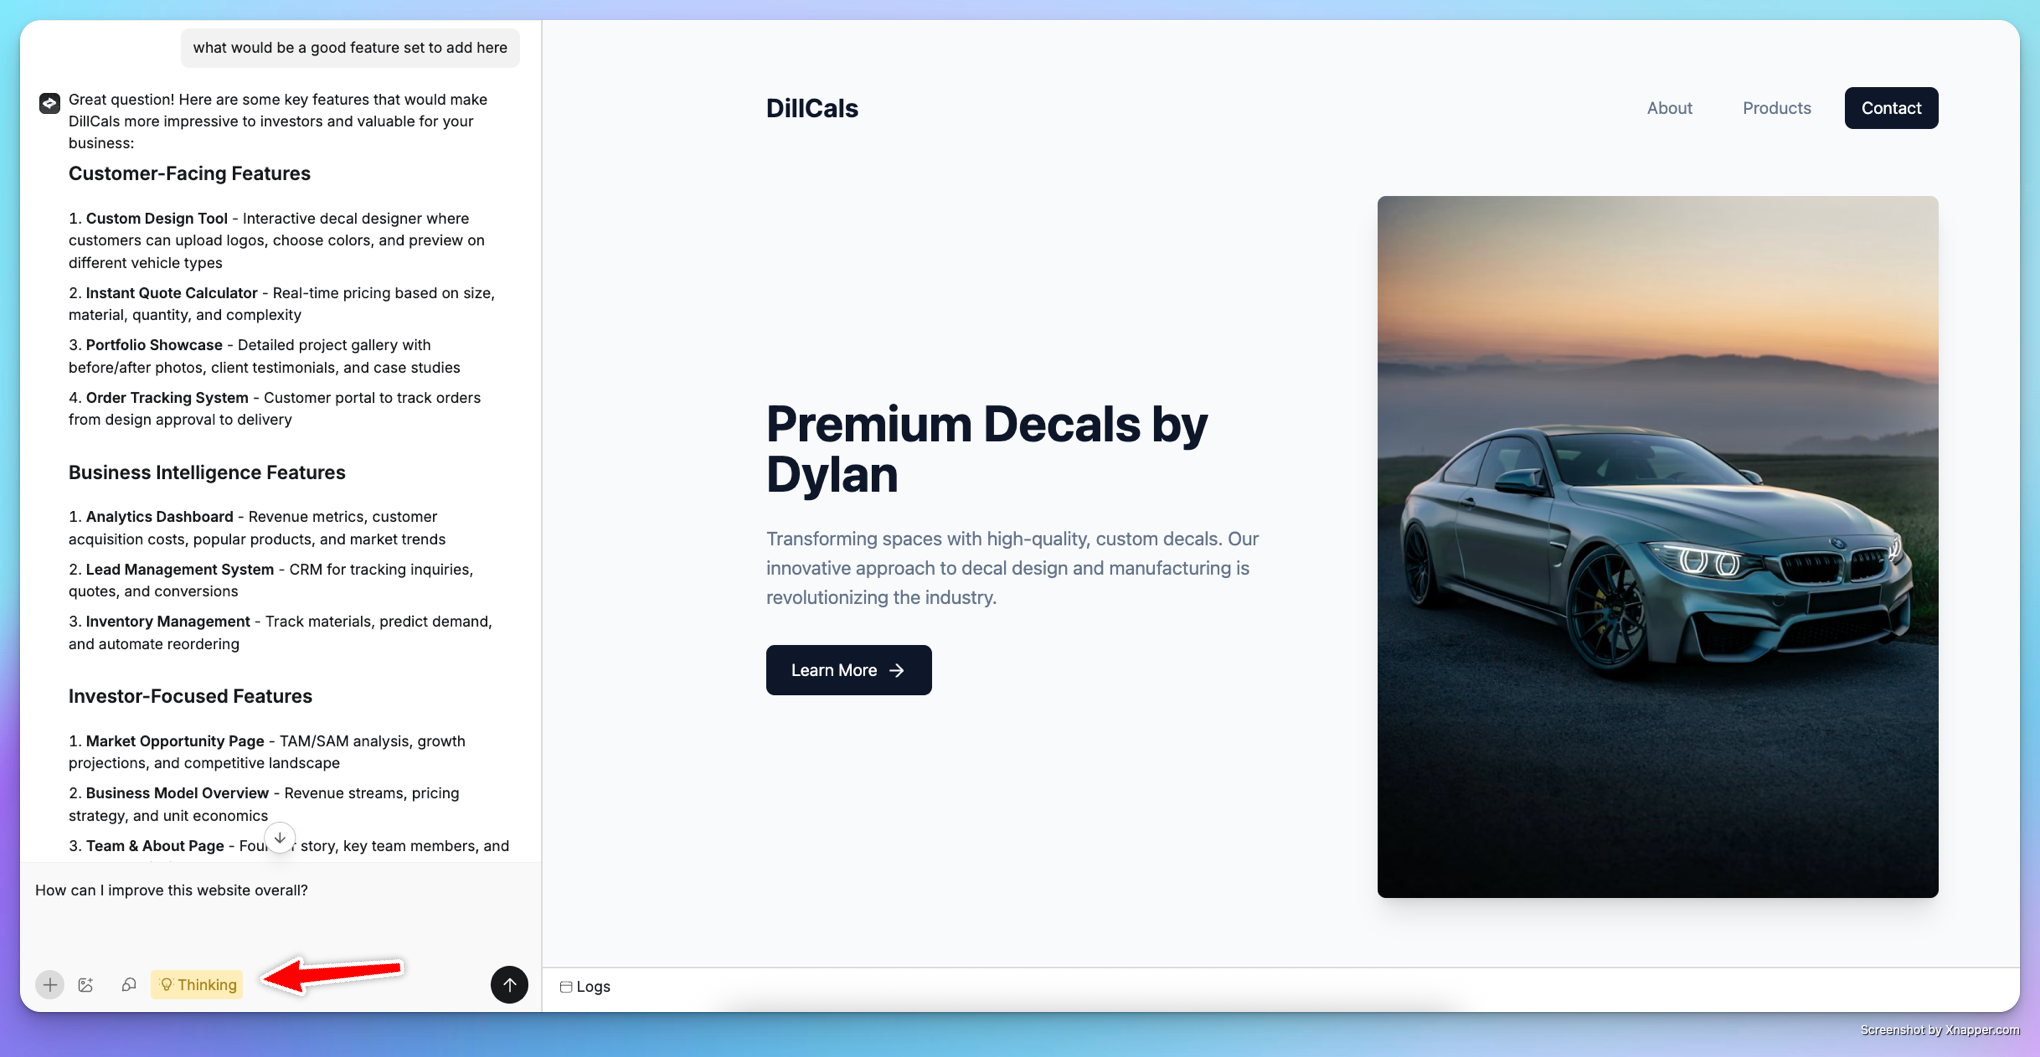 what would be a good feature set to add here
Great question! Here are some key features that would make
DillCals more impressive to investors and valuable for your
business:
Customer-Facing Features
1. Custom Design Tool - Interactive decal designer where
customers can upload logos, choose colors, and preview on
different vehicle types
2. Instant Quote Calculator - Real-time pricing based on size,
material, quantity, and complexity
3. Portfolio Showcase - Detailed project gallery with
before/after photos, client testimonials, and case studies
4. Order Tracking System - Customer portal to track orders
from design approval to delivery
Business Intelligence Features
1. Analytics Dashboard - Revenue metrics, customer
acquisition costs, popular products, and market trends
2. Lead Management System - CRM for tracking inquiries,
quotes, and conversions
3. Inventory Management - Track materials, predict demand,
and automate reordering
Investor-Focused Features
1. Market Opportunity Page - TAM/SAM analysis, growth
projections, and competitive landscape
2. Business Model Overview - Revenue streams, pricing
strategy, and unit economics
3. Team & About Page - story, key team members, and
How can I improve this website overall?
Thinking
DillCals
About
Products
Contact
Premium Decals by
Dylan
Transforming spaces with high-quality, custom decals. Our
innovative approach to decal design and manufacturing is
revolutionizing the industry.
Learn More
Logs
Screenshot by Xnapper.com